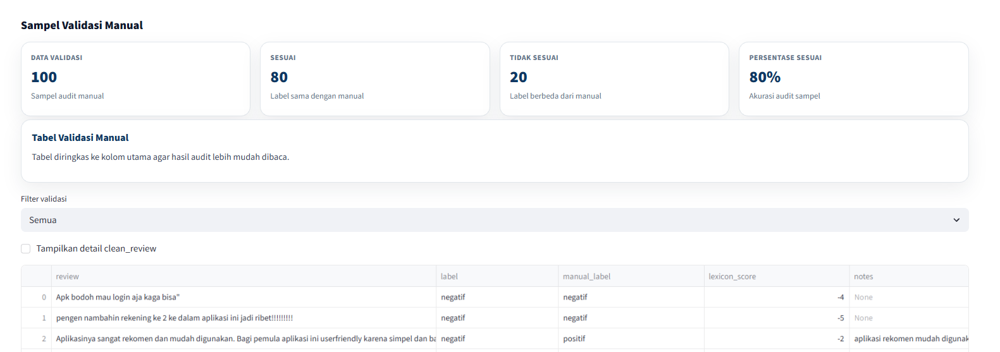 Sampel Validasi Manual
DATA VALIDASI
100
Sampel audit manual
SESUAI
80
Label sama dengan manual
TIDAK SESUAI
20
Label berbeda dari manual
PERSENTASE SESUAI
80%
Akurasi audit sampel
Tabel Validasi Manual
Tabel diringkas ke kolom utama agar hasil audit lebih mudah dibaca.
Filter validasi
Semua
Tampilkan detail clean_review
review label manual_label lexicon_score notes
0 Apk bodoh mau login aja kaga bisa" negatif negatif -4 None
1 pengen nambahin rekening ke 2 ke dalam aplikasi ini jadi ribet!!!!!!!!! negatif negatif -5 None
2 Aplikasinya sangat rekomen dan mudah digunakan. Bagi pemula aplikasi ini userfriendly karena simpel dan ba negatif positif -2 aplikasi rekomen mudah digunak